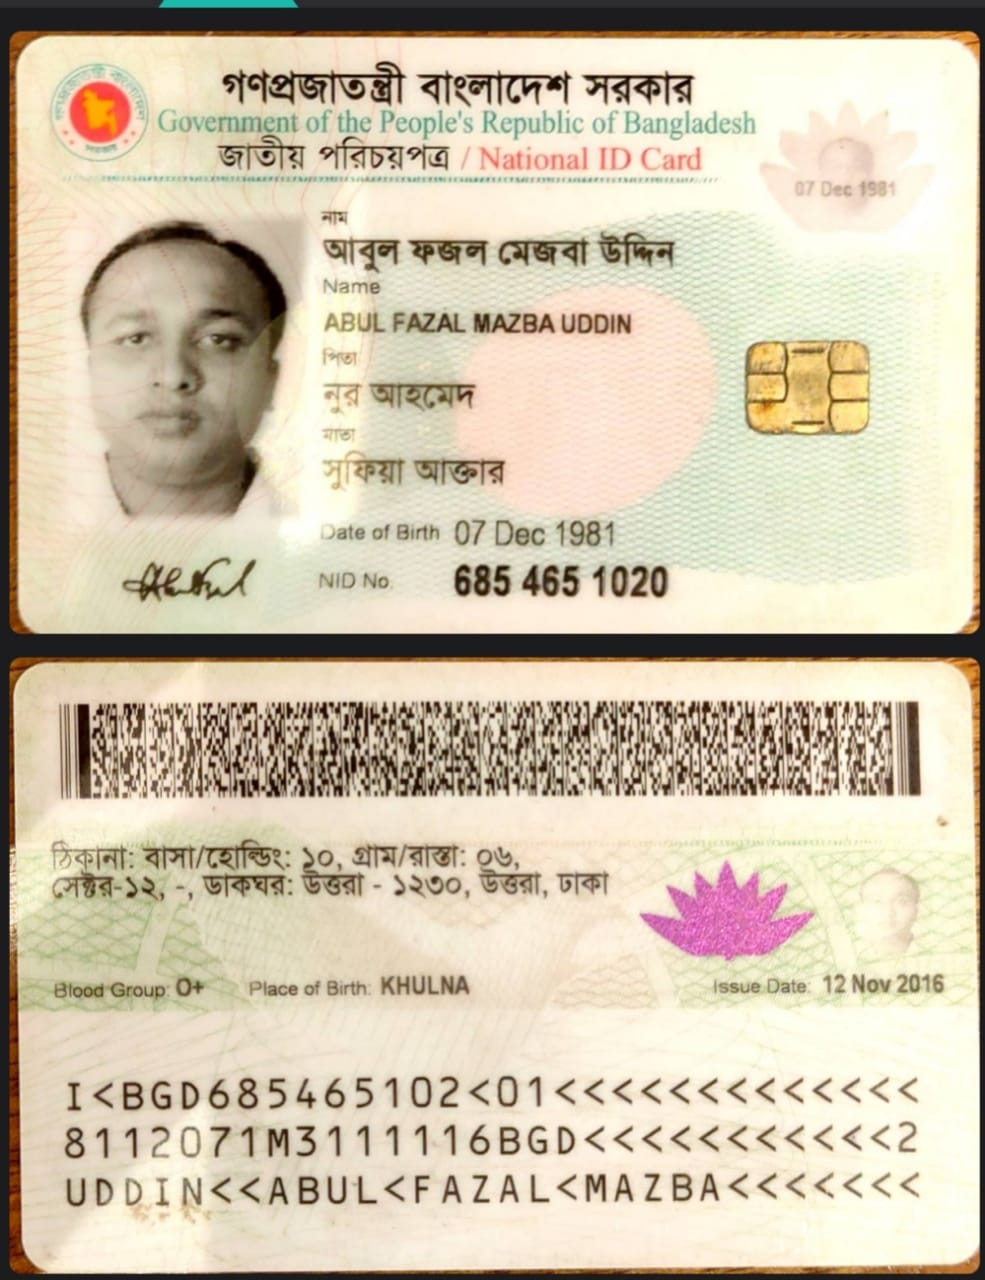 গণপ্রজাতন্ত্রী বাংলাদেশ সরকার
Government of the People's Republic of Bangladesh
জাতীয় পরিচয়পত্র / National ID Card
07 Dec 1981
নাম
আবুল ফজল মেজবা উদ্দিন
Name
ABUL FAZAL MAZBA UDDIN
পিতা
নূর আহমেদ
মাতা
সুফিয়া আক্তার
Date of Birth 07 Dec 1981
NID No. 685 465 1020
ঠিকানা: বাসা/হোল্ডিং: ১০, গ্রাম/রাস্তা: ০৬,
সেক্টর-১২, -, ডাকঘর: উত্তরা - ১২৩০, উত্তরা, ঢাকা
Blood Group: O+ Place of Birth: KHULNA Issue Date: 12 Nov 2016
I<BGD685465102<01<<<<<<<<<<<<<
8112071M3111116BGD<<<<<<<<<<<2
UDDIN<<ABUL<FAZAL<MAZBA<<<<<<<